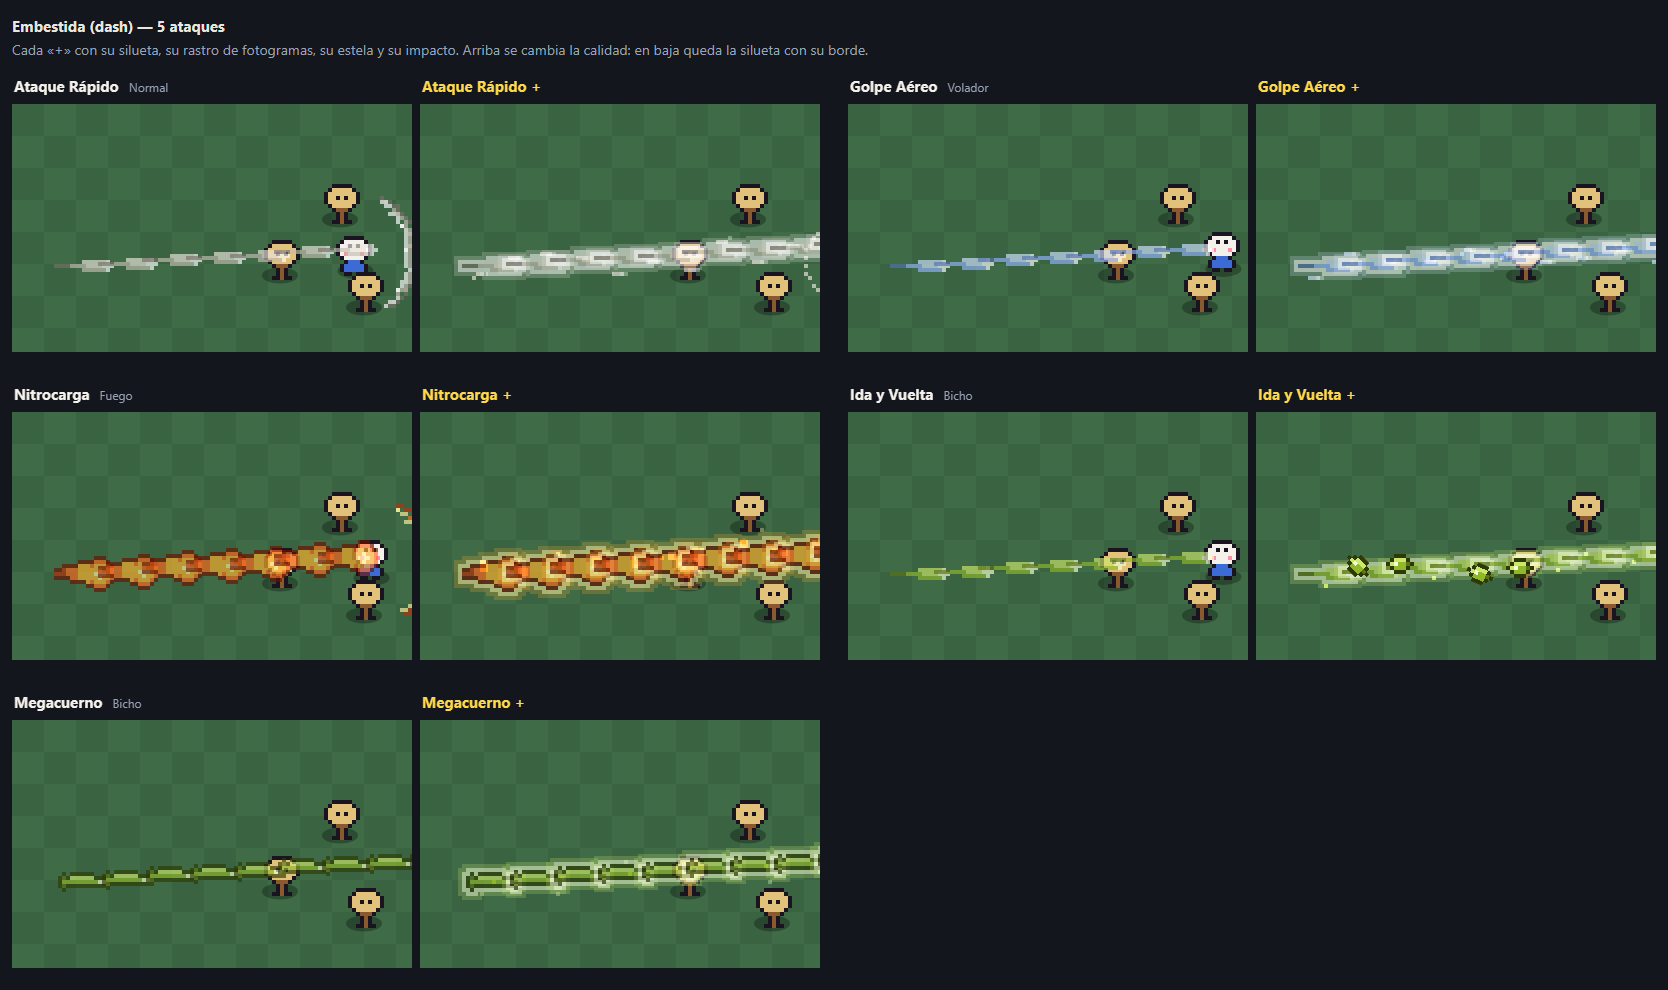 Embestida (dash) — 5 ataques
Cada «+» con su silueta, su rastro de fotogramas, su estela y su impacto. Arriba se cambia la calidad: en baja queda la silueta con su borde.
Ataque Rápido Normal
Ataque Rápido +
Golpe Aéreo Volador
Golpe Aéreo +
Nitrocarga Fuego
Nitrocarga +
Ida y Vuelta Bicho
Ida y Vuelta +
Megacuerno Bicho
Megacuerno +